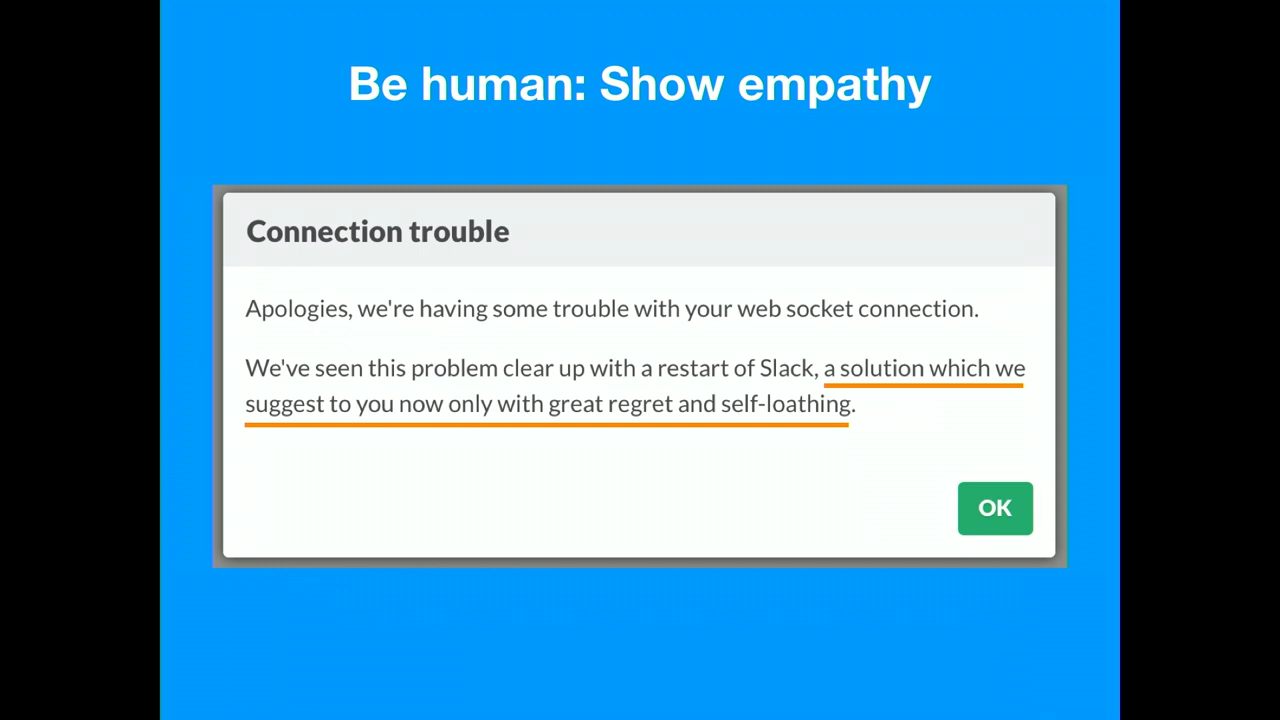 Be human: Show empathy
Connection trouble
Apologies, we're having some trouble with your web socket connection.
We've seen this problem clear up with a restart of Slack, a solution which we
suggest to you now only with great regret and self-loathing.
OK